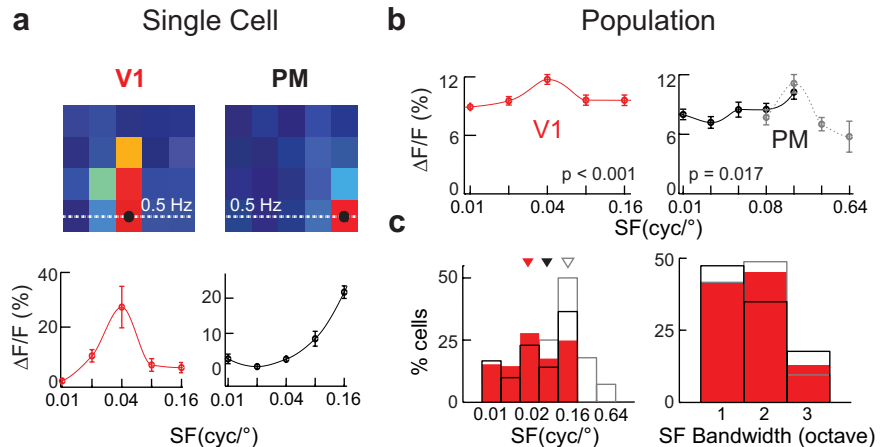 a Single Cell
V1 PM
0.5 Hz 0.5 Hz
ΔF/F (%)
40
20
0
0.01 0.04 0.16
20
10
0
0.01 0.04 0.16
SF(cyc/°)
b Population
ΔF/F (%)
12
6
0
V1
p < 0.001
0.01 0.04 0.16
12
6
0
PM
p = 0.017
0.01 0.08 0.64
SF(cyc/°)
c
% cells
50
25
0
0.01 0.02 0.16 0.64
SF(cyc/°)
50
25
0
1 2 3
SF Bandwidth (octave)